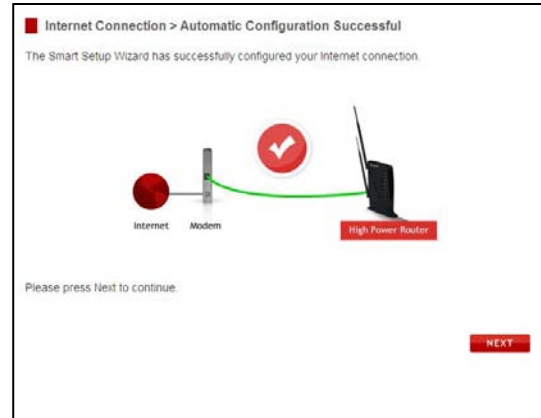 Internet Connection > Automatic Configuration Successful
The Smart Setup Wizard has successfully configured your Internet connection.
Internet
Modem
High Power Router
Please press Next to continue.
NEXT